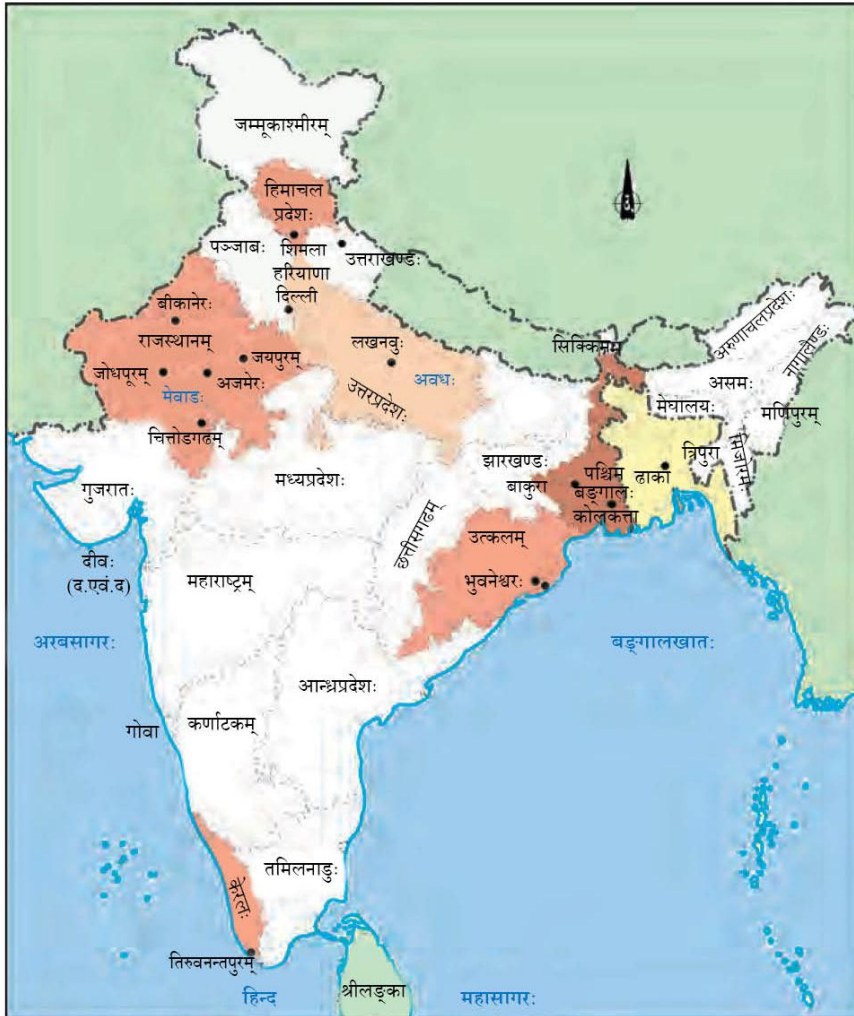 जम्मूकाश्मीरम्
हिमाचल
प्रदेशः
पञ्जाबः
शिमला
उत्तराखण्डः
हरियाणा
दिल्ली
बीकानेरः
राजस्थानम्
जयपुरम्
जोधपूरम्
अजमेरः
मेवाडः
चित्तोडगढम्
लखनवुः
अवधः
उत्तरप्रदेशः
सिक्किमम्
अरुणाचलप्रदेशः
असमः
मेघालयः
मणिपुरम्
त्रिपुरा
झारखण्डः
बाकुरा
पश्चिम
बङ्गालः
कोलकत्ता
ढाका
गुजरातः
मध्यप्रदेशः
छत्तीसगढम्
उत्कलम्
भुवनेश्वरः
दीवः
(द.एवं.द)
महाराष्ट्रम्
अरबसागरः
बङ्गालखातः
आन्ध्रप्रदेशः
गोवा
कर्णाटकम्
तमिलनाडुः
केरलः
तिरुवनन्तपुरम्
श्रीलङ्का
हिन्द
महासागरः